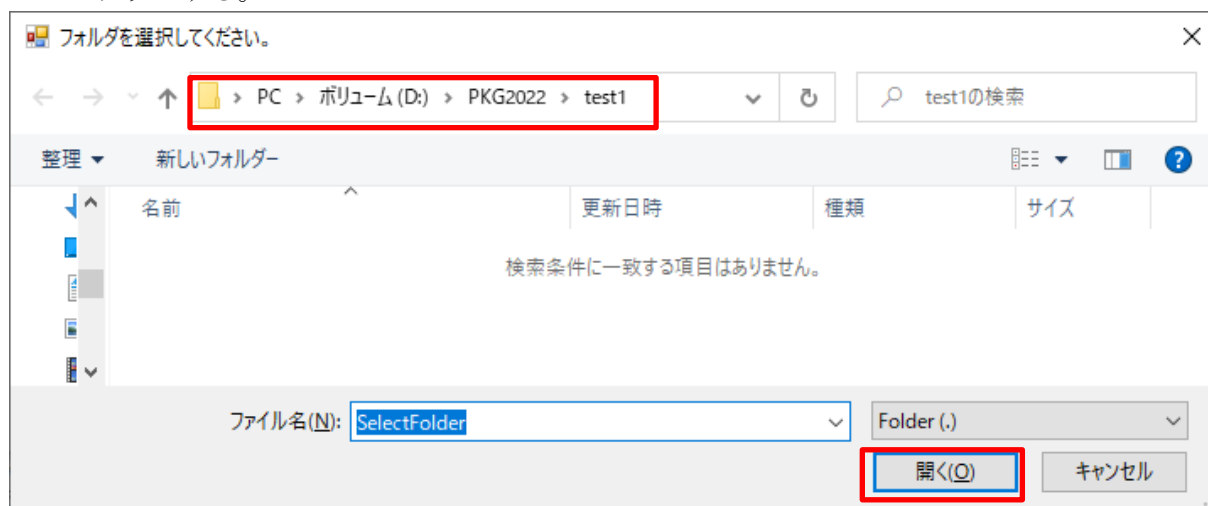 フォルダを選択してください。
PC › ボリューム (D:) › PKG2022 › test1
test1の検索
整理
新しいフォルダー
名前 更新日時 種類 サイズ
検索条件に一致する項目はありません。
ファイル名(N): SelectFolder
Folder (.)
開く(O) キャンセル